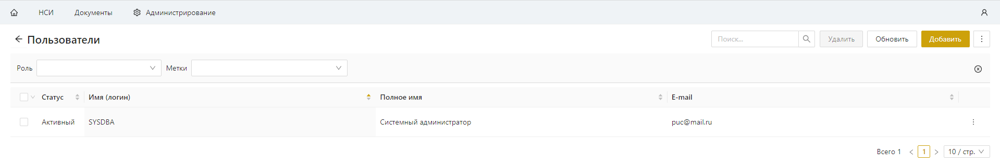 НСИ Документы Администрирование
Пользователи Поиск... Удалить Обновить Добавить
Роль Метки
Статус Имя (логин) Полное имя E-mail
Активный SYSDBA Системный администратор puc@mail.ru
Всего 1 1 10 / стр.